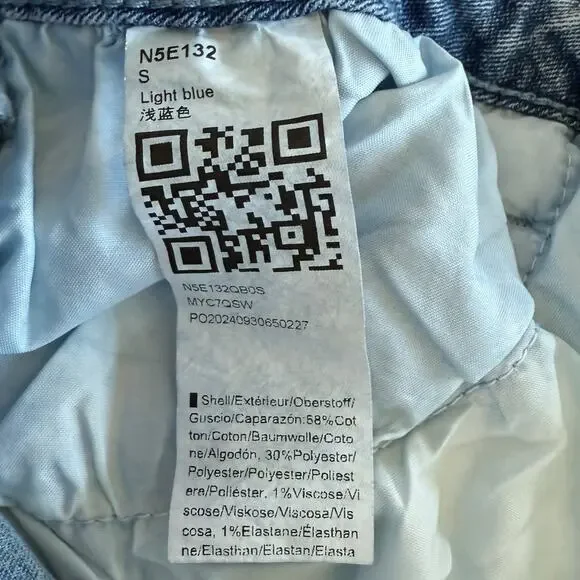 N5E132
S
Light blue
浅蓝色
N5E132QB0S
MYC7QSW
PO20240930650227
Shell/Extérieur/Oberstoff/
Guscio/Caparazón:68%Cot
ton/Coton/Baumwolle/Coto
ne/Algodón, 30%Polyester/
Polyester/Polyester/Poliest
ere/Poliéster, 1%Viscose/Vi
scose/Viskose/Viscosa/Vis
cosa, 1%Elastane/Élasthan
ne/Elasthan/Elastan/Elasta